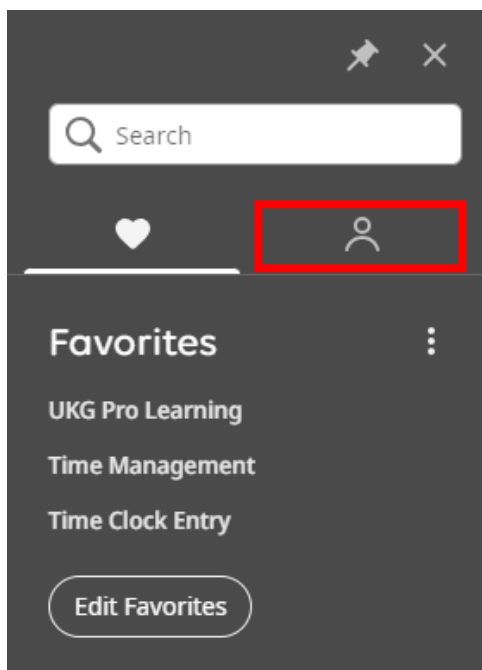 Search
Favorites
UKG Pro Learning
Time Management
Time Clock Entry
Edit Favorites